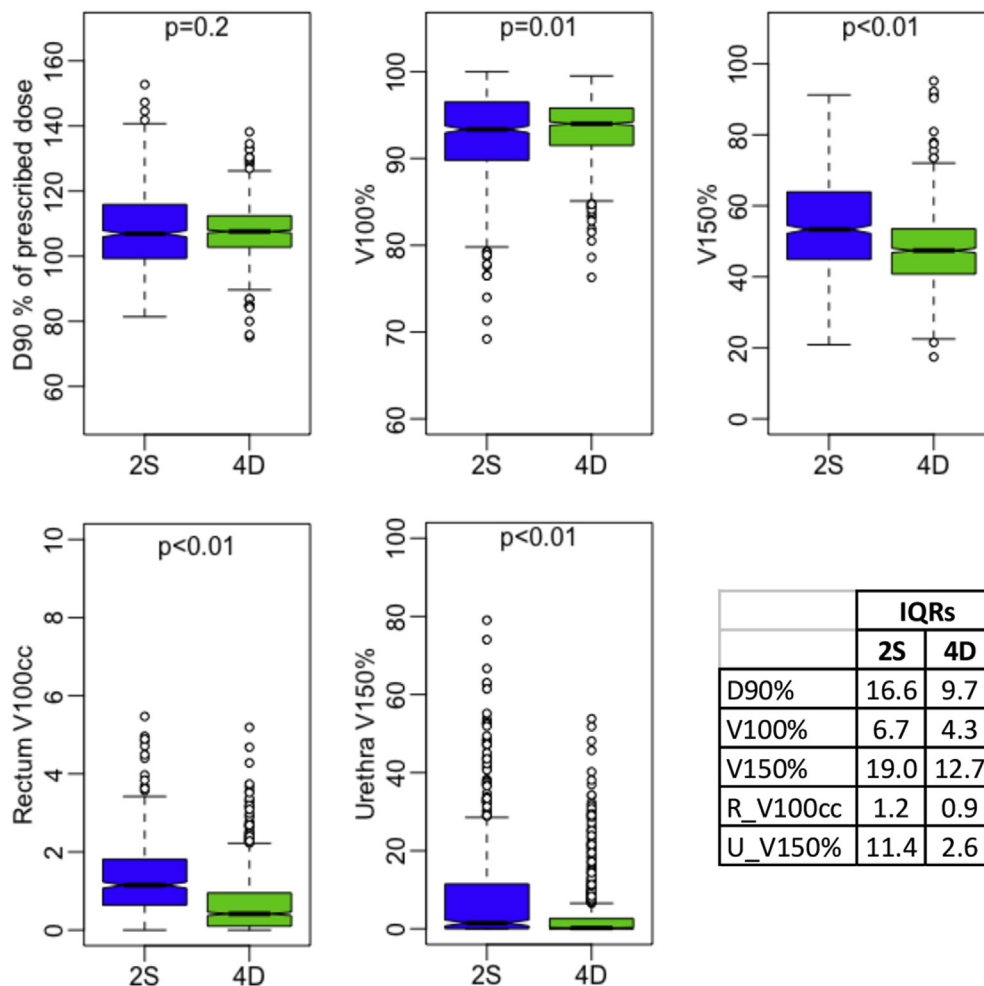 p=0.2
D90 % of prescribed dose
160
140
120
100
80
60
2S 4D
p=0.01
V100%
100
90
80
70
60
2S 4D
p<0.01
V150%
100
80
60
40
20
0
2S 4D
p<0.01
Rectum V100cc
10
8
6
4
2
0
2S 4D
p<0.01
Urethra V150%
100
80
60
40
20
0
2S 4D
IQRs
2S 4D
D90% 16.6 9.7
V100% 6.7 4.3
V150% 19.0 12.7
R_V100cc 1.2 0.9
U_V150% 11.4 2.6